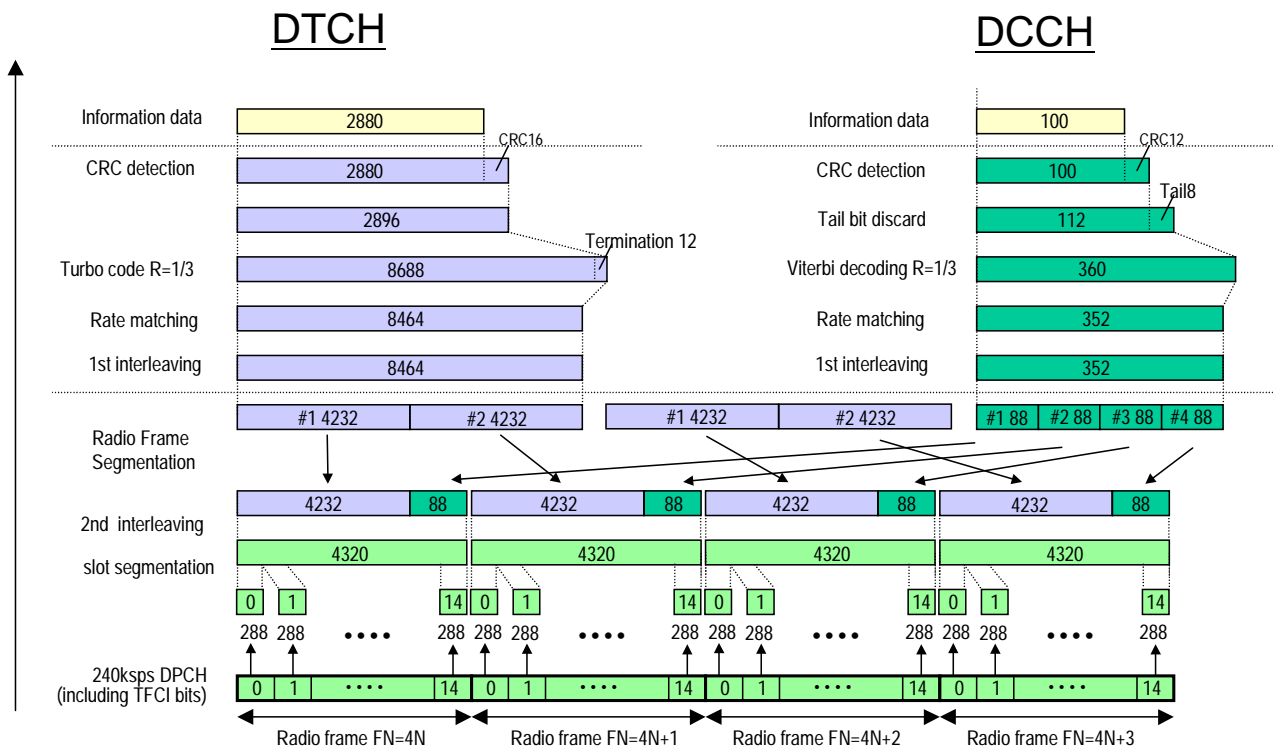 DTCH DCCH
Information data 2880 Information data 100
CRC16 CRC12
CRC detection 2880 CRC detection 100
Tail8
2896 Tail bit discard 112
Termination 12
Turbo code R=1/3 8688 Viterbi decoding R=1/3 360
Rate matching 8464 Rate matching 352
1st interleaving 8464 1st interleaving 352
#1 4232 #2 4232 #1 4232 #2 4232 #1 88 #2 88 #3 88 #4 88
Radio Frame
Segmentation
4232 88 4232 88 4232 88 4232 88
2nd interleaving
4320 4320 4320 4320
slot segmentation
0 1 14 0 1 14 0 1 14 0 1 14
288 288 •••• 288 288 288 •••• 288 288 288 •••• 288 288 288 •••• 288
240ksps DPCH
(including TFCI bits)
0 1 •••• 14 0 1 •••• 14 0 1 •••• 14 0 1 •••• 14
Radio frame FN=4N Radio frame FN=4N+1 Radio frame FN=4N+2 Radio frame FN=4N+3